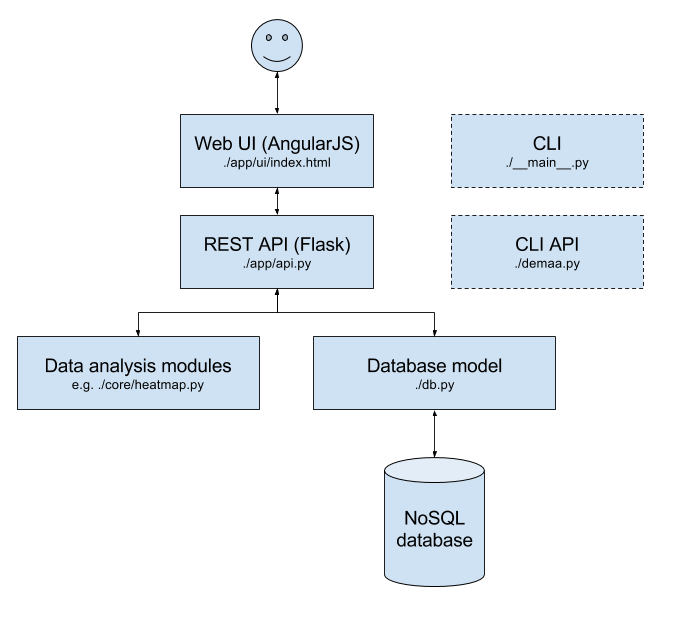 Web UI (AngularJS)
./app/ui/index.html
CLI
./__main__.py
REST API (Flask)
./app/api.py
CLI API
./demaa.py
Data analysis modules
e.g. ./core/heatmap.py
Database model
./db.py
NoSQL
database